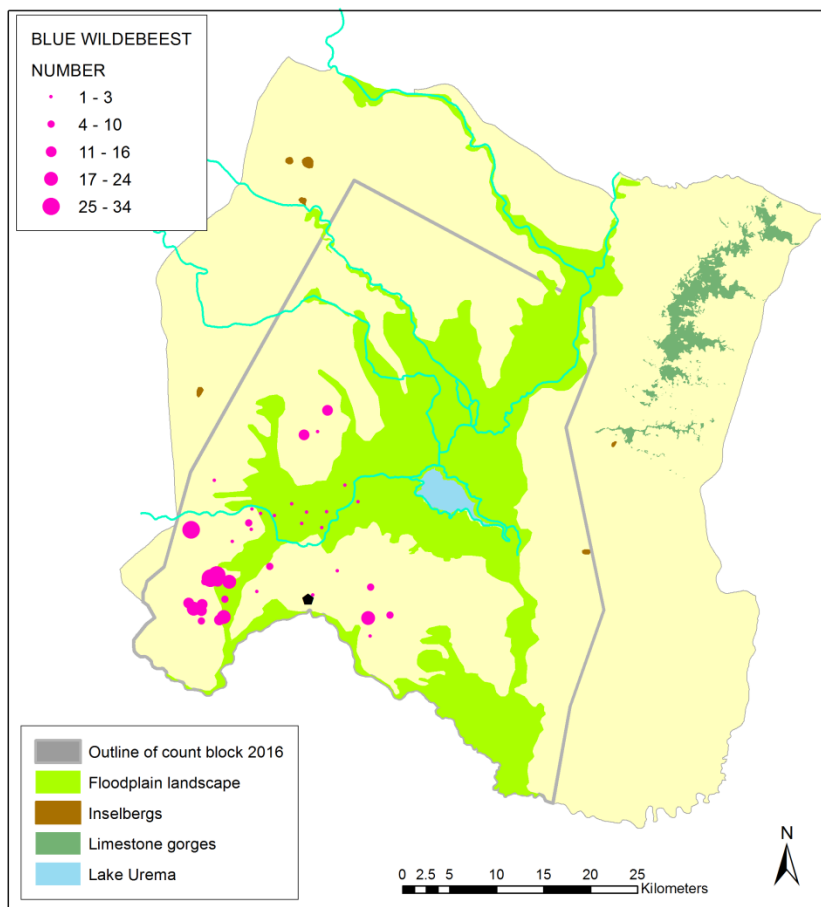 BLUE WILDEBEEST
NUMBER
1 - 3
4 - 10
11 - 16
17 - 24
25 - 34
Outline of count block 2016
Floodplain landscape
Inselbergs
Limestone gorges
Lake Urema
N
0 2.5 5 10 15 20 25
Kilometers